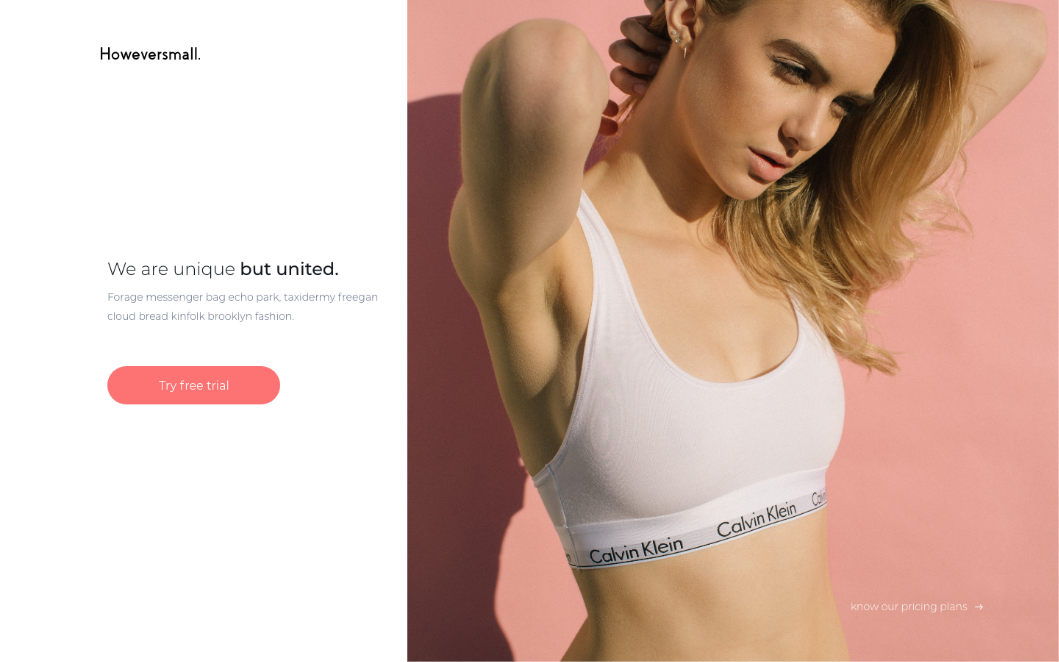 Howeversmall.
We are unique but united.
Forage messenger bag echo park, taxidermy freegan
cloud bread kinfolk brooklyn fashion.
Try free trial
Calvin Klein
Calvin Klein
know our pricing plans →